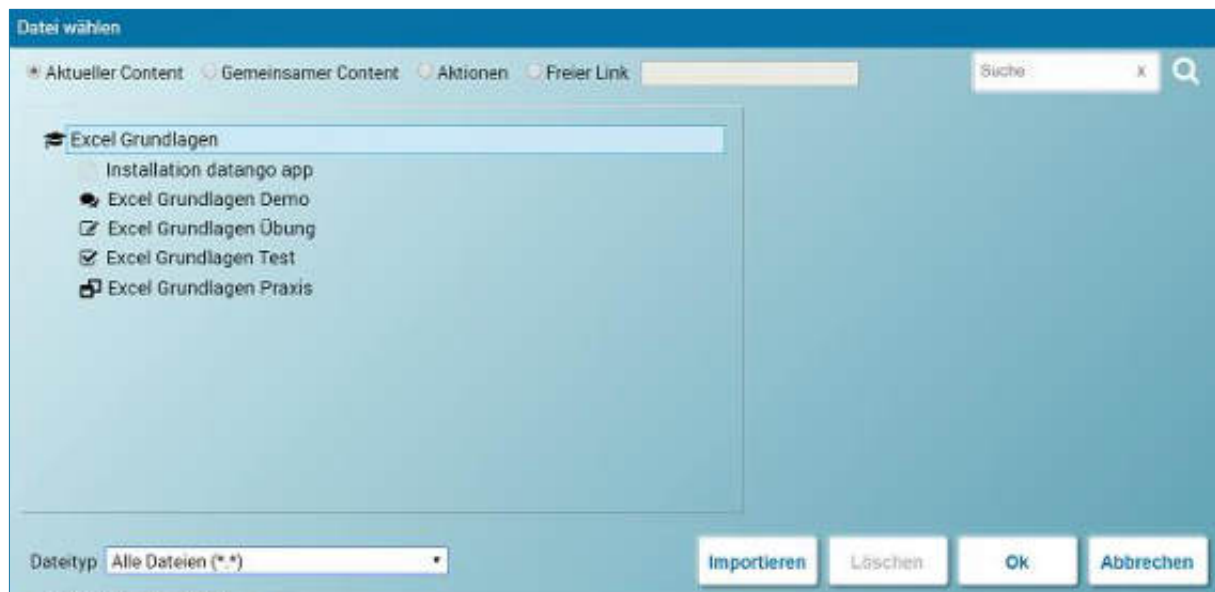 Datei wählen
Aktueller Content Gemeinsamer Content Aktionen Freier Link Suche x
Excel Grundlagen
Installation datango app
Excel Grundlagen Demo
Excel Grundlagen Übung
Excel Grundlagen Test
Excel Grundlagen Praxis
Dateityp Alle Dateien (*.*) Importieren Löschen Ok Abbrechen